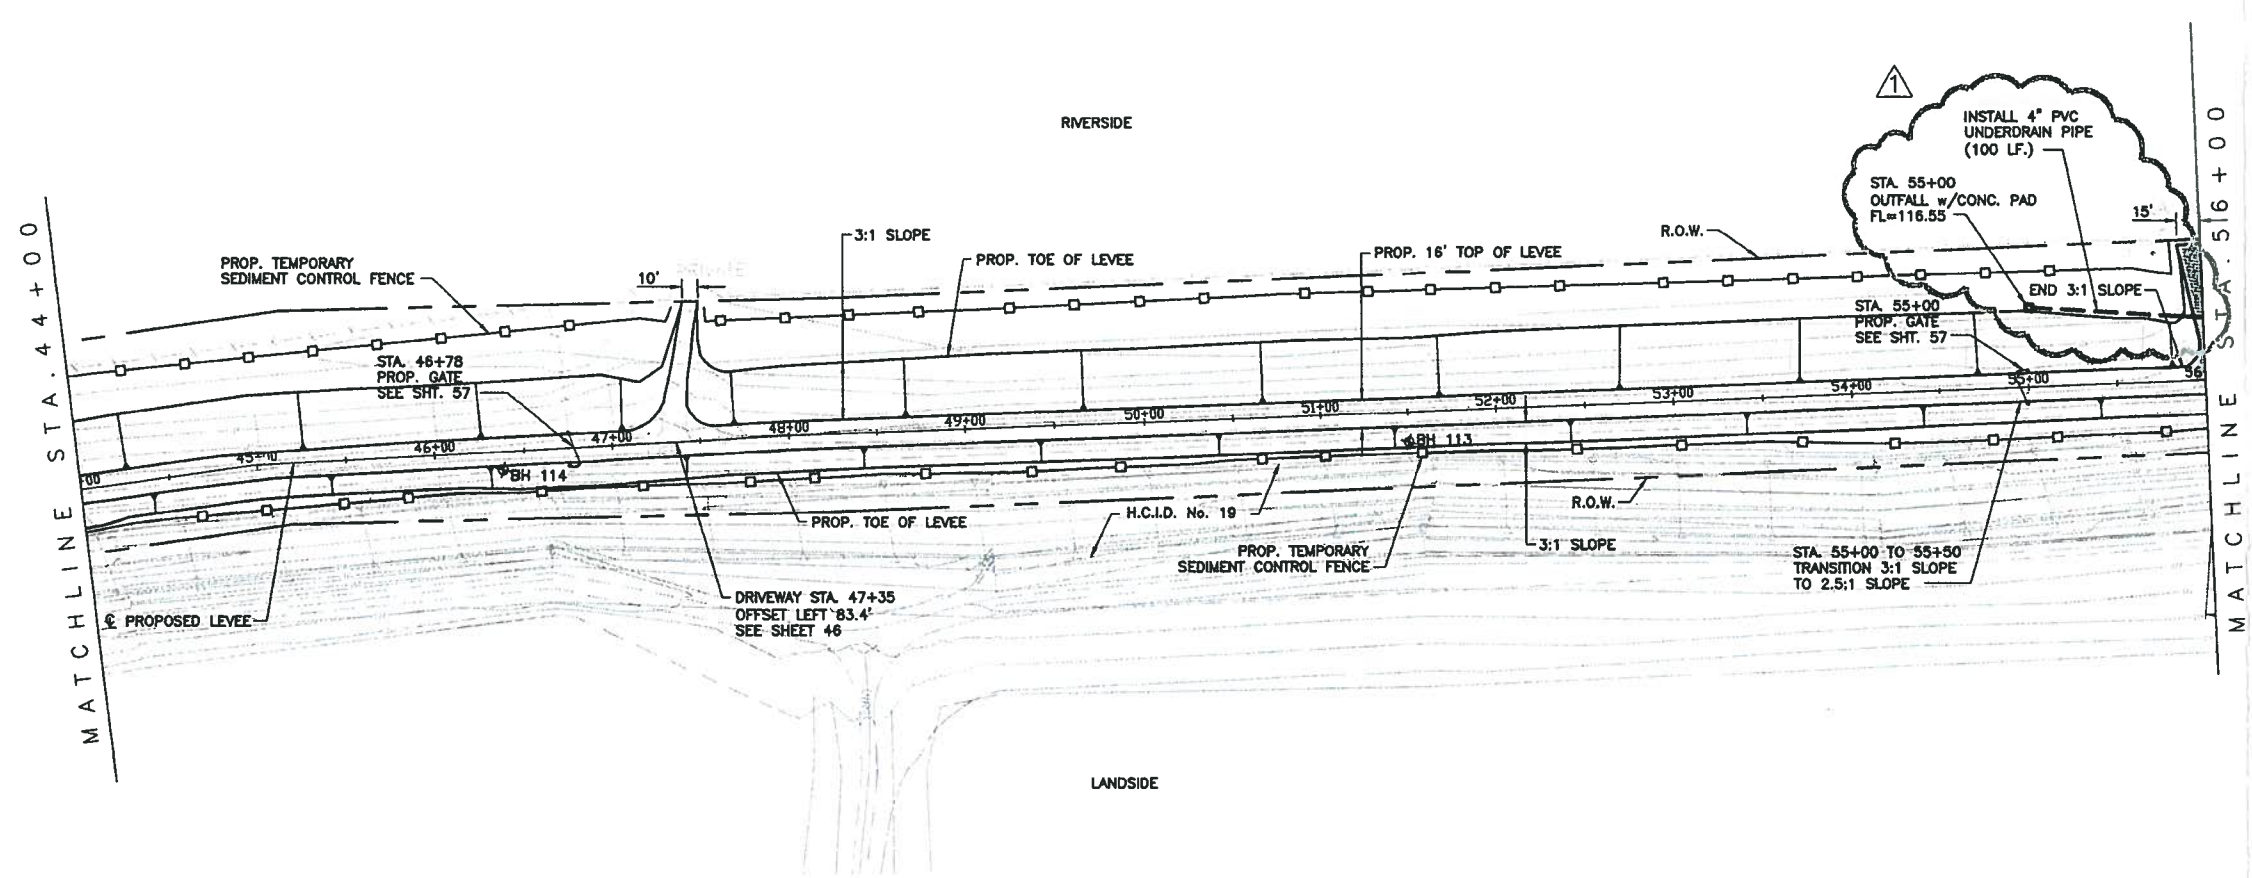 1
INSTALL 4" PVC
UNDERDRAIN PIPE
(100 LF.)
RIVERSIDE
STA. 55+00
OUTFALL w/CONC. PAD
FL=116.55
15'
R.O.W.
3:1 SLOPE
PROP. TOE OF LEVEE
PROP. 16' TOP OF LEVEE
PROP. TEMPORARY
SEDIMENT CONTROL FENCE
10'
END 3:1 SLOPE
STA. 55+00
PROP. GATE
SEE SHT. 57
STA. 46+78
PROP. GATE
SEE SHT. 57
MATCHLINE STA. 44+00
MATCHLINE STA. 56+00
00
46+00
47+00
48+00
49+00
50+00
51+00
52+00
53+00
54+00
55+00
56
BH 114
BH 113
PROP. TOE OF LEVEE
H.C.I.D. No. 19
R.O.W.
PROP. TEMPORARY
SEDIMENT CONTROL FENCE
3:1 SLOPE
STA. 55+00 TO 55+50
TRANSITION 3:1 SLOPE
TO 2.5:1 SLOPE
℄ PROPOSED LEVEE
DRIVEWAY STA. 47+35
OFFSET LEFT 83.4'
SEE SHEET 46
LANDSIDE